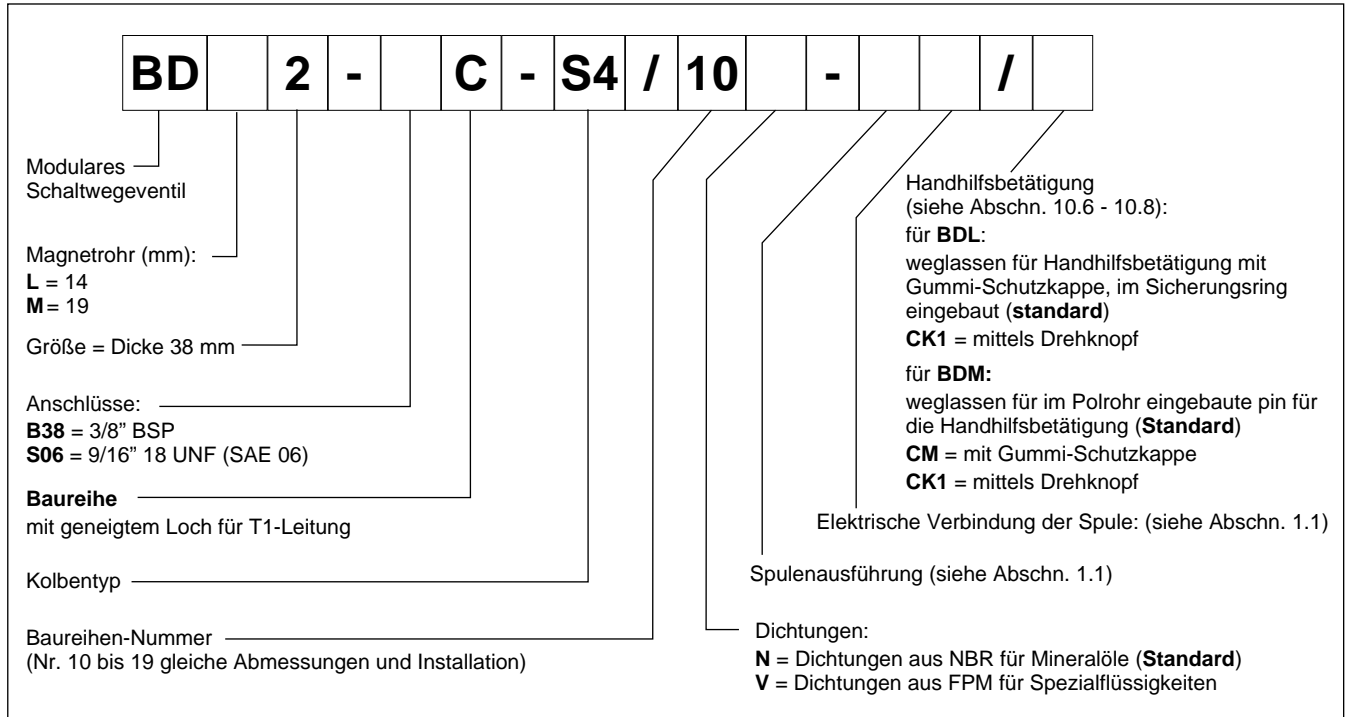 BD 2 - C - S4 / 10 - /
Modulares
Schaltwegeventil
Magnetrohr (mm):
L = 14
M = 19
Größe = Dicke 38 mm
Anschlüsse:
B38 = 3/8” BSP
S06 = 9/16” 18 UNF (SAE 06)
Baureihe
mit geneigtem Loch für T1-Leitung
Kolbentyp
Baureihen-Nummer
(Nr. 10 bis 19 gleiche Abmessungen und Installation)
Handhilfsbetätigung
(siehe Abschn. 10.6 - 10.8):
für BDL:
weglassen für Handhilfsbetätigung mit
Gummi-Schutzkappe, im Sicherungsring
eingebaut (standard)
CK1 = mittels Drehknopf
für BDM:
weglassen für im Polrohr eingebaute pin für
die Handhilfsbetätigung (Standard)
CM = mit Gummi-Schutzkappe
CK1 = mittels Drehknopf
Elektrische Verbindung der Spule: (siehe Abschn. 1.1)
Spulenausführung (siehe Abschn. 1.1)
Dichtungen:
N = Dichtungen aus NBR für Mineralöle (Standard)
V = Dichtungen aus FPM für Spezialflüssigkeiten